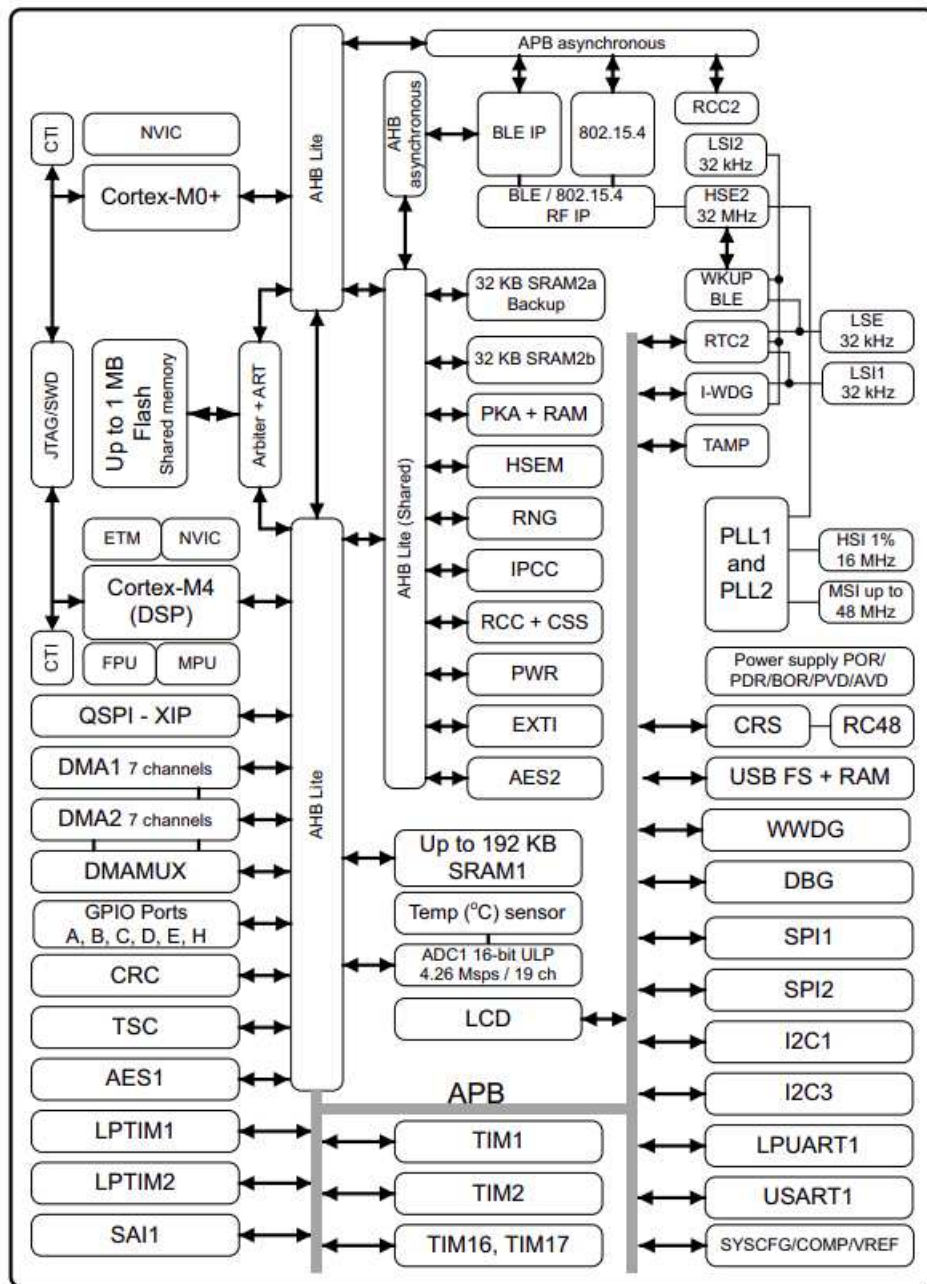 APB asynchronous
AHB Lite
AHB
asynchronous
BLE IP
802.15.4
RCC2
CTI
NVIC
Cortex-M0+
LSI2
32 kHz
BLE / 802.15.4
RF IP
HSE2
32 MHz
WKUP
BLE
32 KB SRAM2a
Backup
RTC2
LSE
32 kHz
32 KB SRAM2b
I-WDG
LSI1
32 kHz
JTAG/SWD
Up to 1 MB
Flash
Shared memory
Arbiter + ART
AHB Lite (Shared)
PKA + RAM
TAMP
HSEM
RNG
PLL1
and
PLL2
HSI 1%
16 MHz
MSI up to
48 MHz
ETM
NVIC
Cortex-M4
(DSP)
IPCC
CTI
FPU
MPU
RCC + CSS
PWR
Power supply POR/
PDR/BOR/PVD/AVD
QSPI - XIP
EXTI
CRS
RC48
DMA1 7 channels
AES2
USB FS + RAM
DMA2 7 channels
AHB Lite
WWDG
DMAMUX
Up to 192 KB
SRAM1
DBG
GPIO Ports
A, B, C, D, E, H
Temp (°C) sensor
SPI1
CRC
ADC1 16-bit ULP
4.26 Msps / 19 ch
SPI2
TSC
LCD
I2C1
AES1
APB
I2C3
LPTIM1
TIM1
LPUART1
LPTIM2
TIM2
USART1
SAI1
TIM16, TIM17
SYSCFG/COMP/VREF